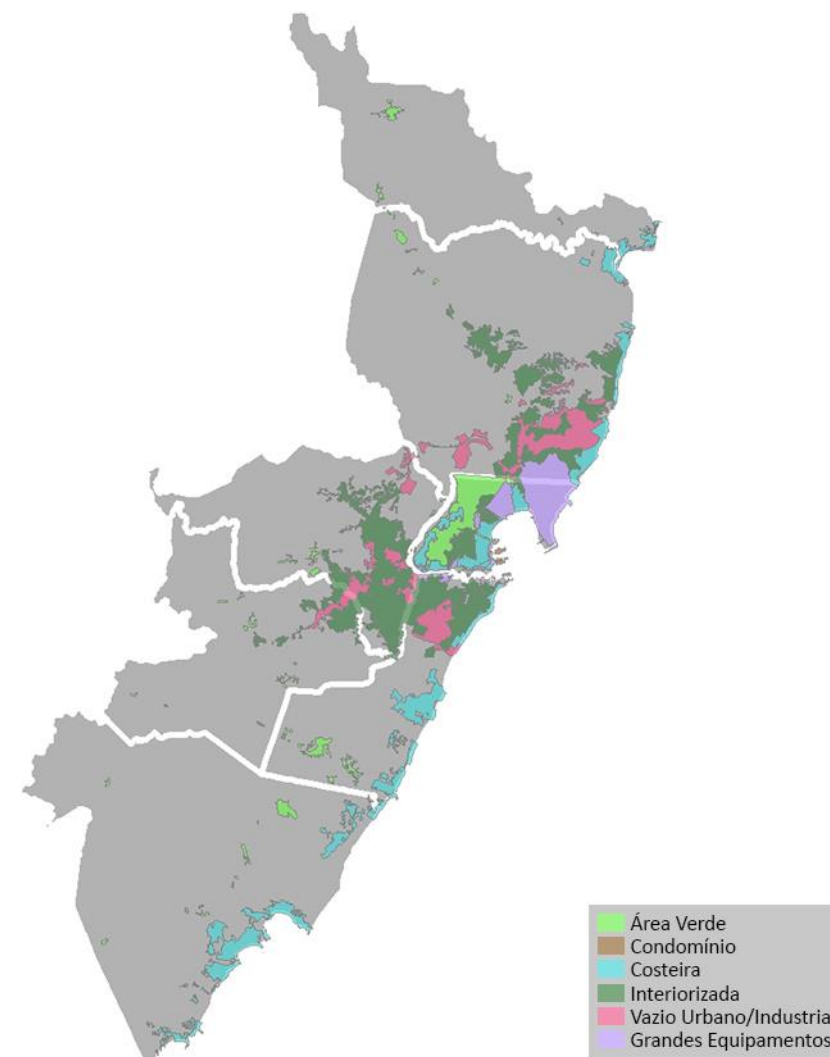 Área Verde
Condomínio
Costeira
Interiorizada
Vazio Urbano/Industria
Grandes Equipamentos